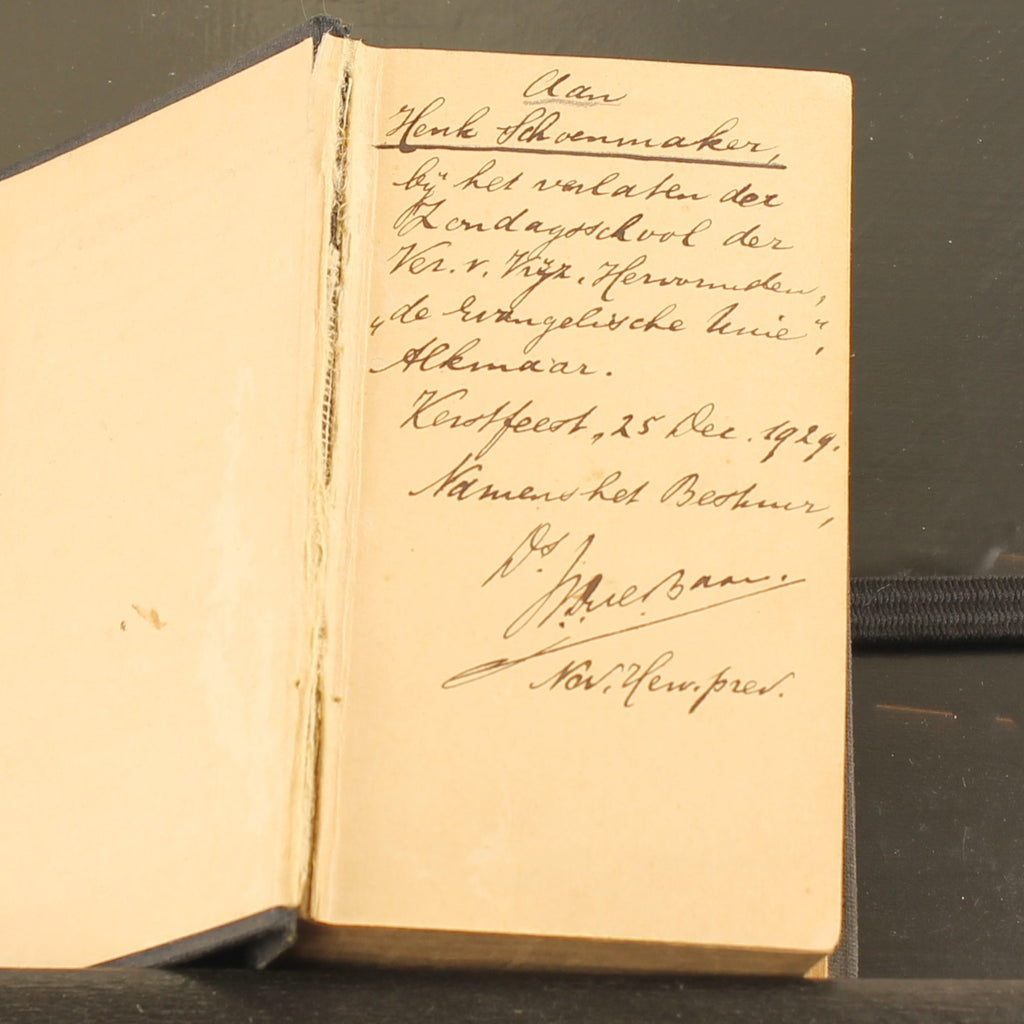 Aan
Henk Schoenmaker,
bij het verlaten der
Zondagsschool der
Ver. v. Vrijz. Hervormden,
„de Evangelische Unie",
Alkmaar.
Kerstfeest, 25 Dec. 1929.
Namens het Bestuur,
Ds.
Ned. Herv. pred.